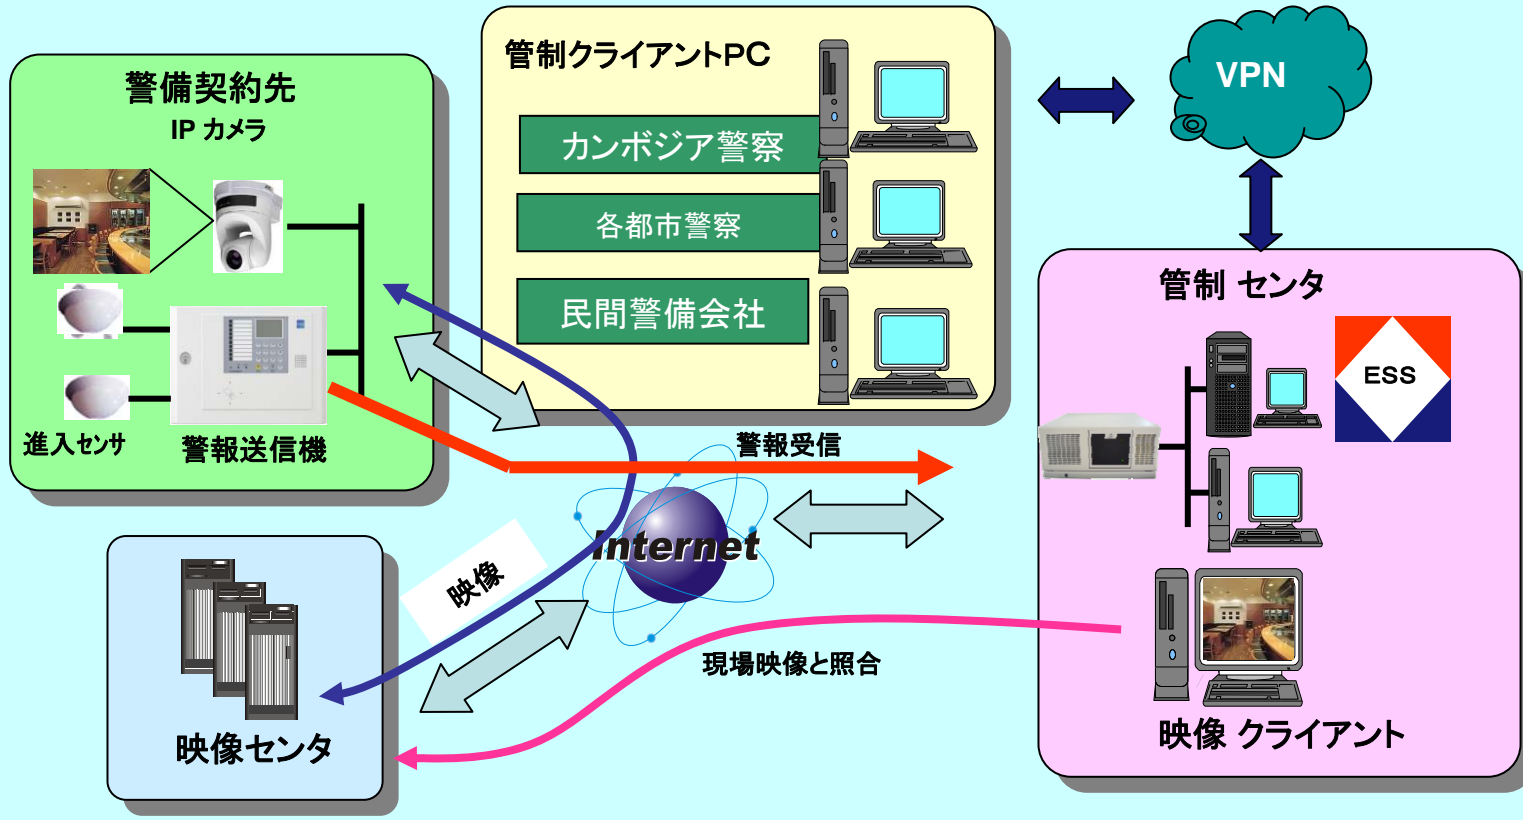 警備契約先
IP カメラ
進入センサ
警報送信機
管制クライアントPC
カンボジア警察
各都市警察
民間警備会社
VPN
管制 センタ
ESS
警報受信
Internet
映像
現場映像と照合
映像センタ
映像 クライアント